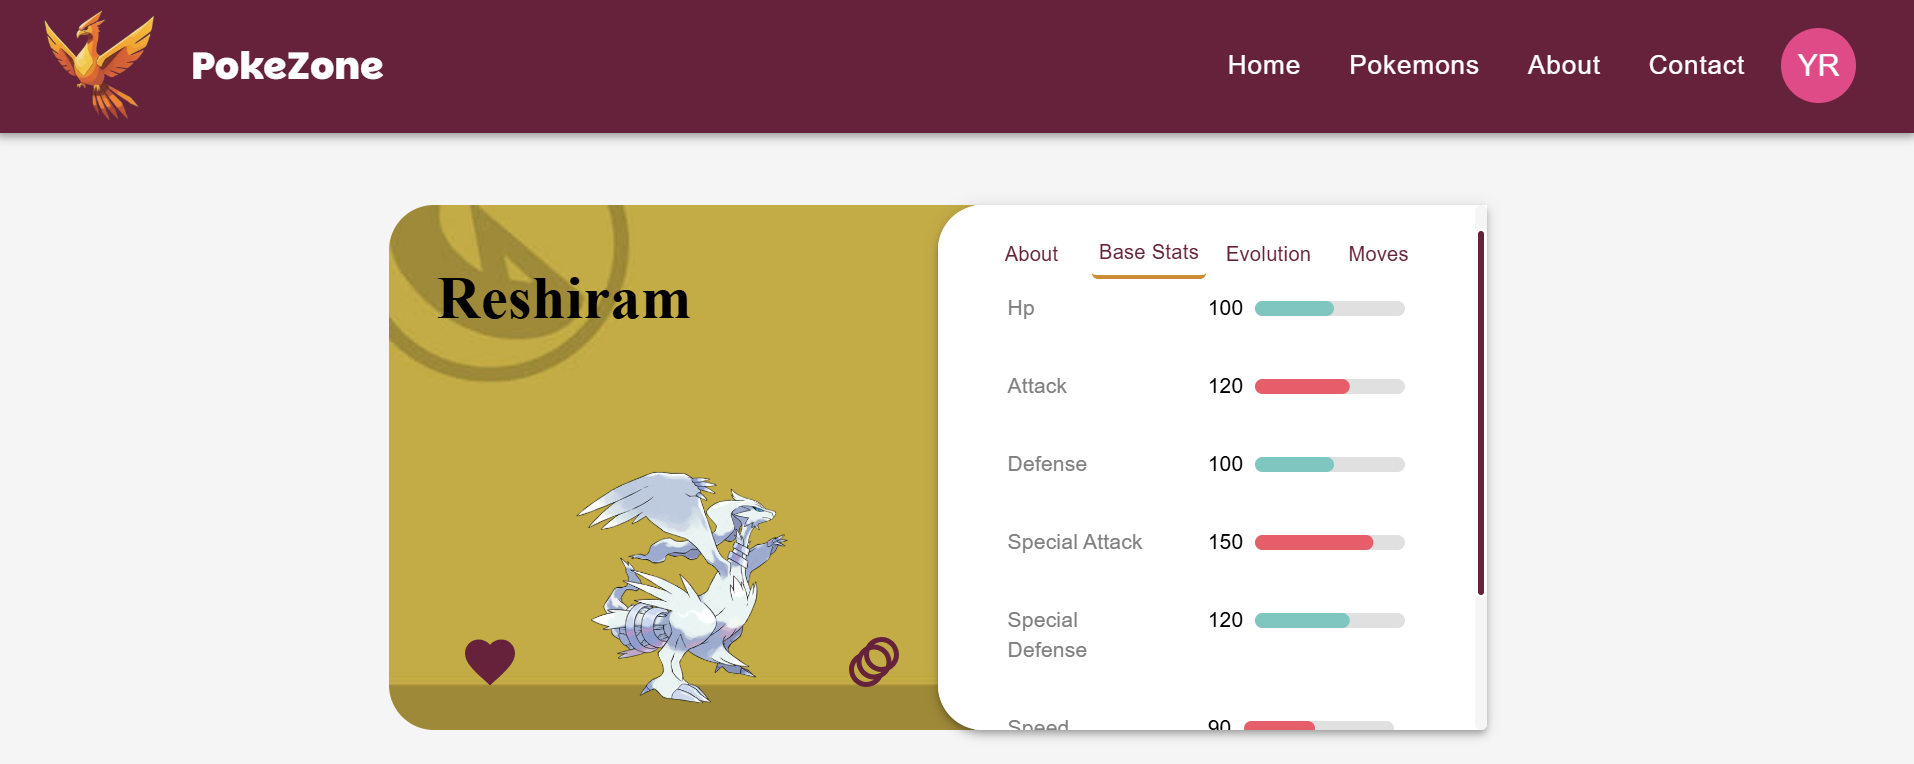 PokeZone
Home Pokemons About Contact YR
Reshiram
About Base Stats Evolution Moves
Hp 100
Attack 120
Defense 100
Special Attack 150
Special 120
Defense
Speed 90